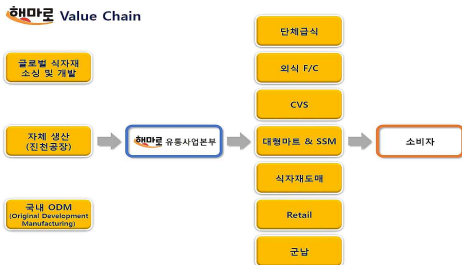 해마로 Value Chain
글로벌 식자재
소싱 및 개발
자체 생산
(진천공장)
국내 ODM
(Original Development
Manufacturing)
해마로 유통사업본부
단체급식
외식 F/C
CVS
대형마트 & SSM
식자재도매
Retail
군납
소비자